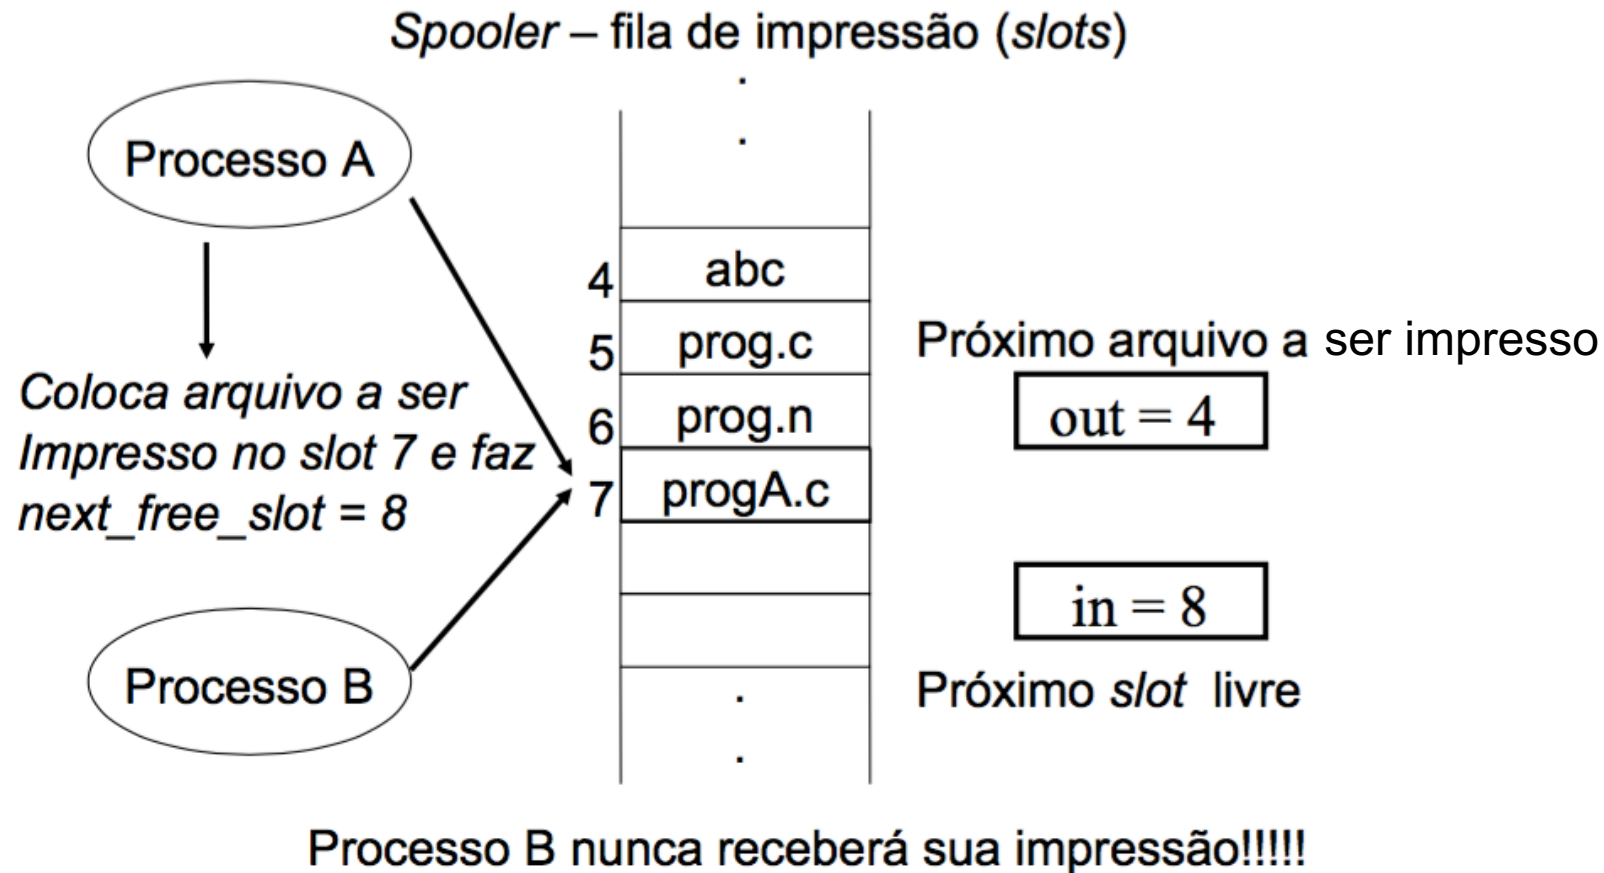 Spooler – fila de impressão (slots)
Processo A
Coloca arquivo a ser
Impresso no slot 7 e faz
next_free_slot = 8
Processo B
4 abc
5 prog.c
6 prog.n
7 progA.c
Próximo arquivo a ser impresso
out = 4
in = 8
Próximo slot livre
Processo B nunca receberá sua impressão!!!!!